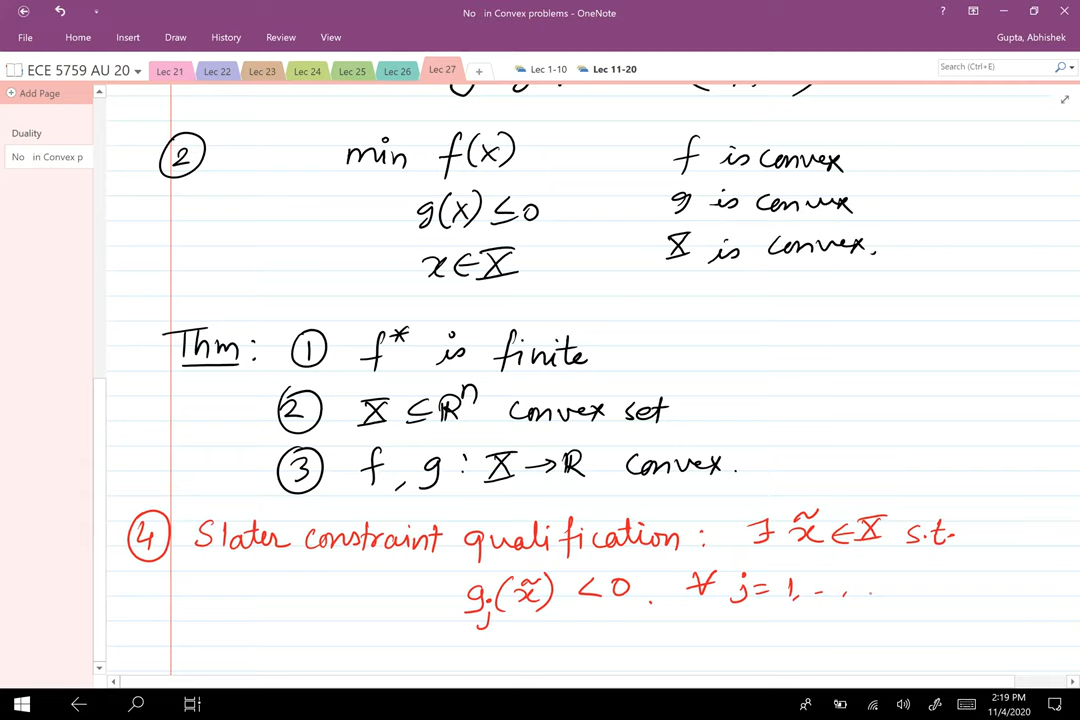 No in Convex problems - OneNote
?
File Home Insert Draw History Review View
Gupta, Abhishek
ECE 5759 AU 20 Lec 21 Lec 22 Lec 23 Lec 24 Lec 25 Lec 26 Lec 27 + Lec 1-10 Lec 11-20
Search (Ctrl+E)
Add Page
Duality
No in Convex p
② min f(x) f is convex
g(x) ≤ 0 g is convex
x ∈ X X is convex.
Thm: ① f* is finite
② X ⊆ ℝⁿ convex set
③ f, g : X → ℝ convex.
④ Slater constraint qualification: ∃ x̃ ∈ X s.t.
gⱼ(x̃) < 0. ∀ j = 1, - , .
2:19 PM
11/4/2020